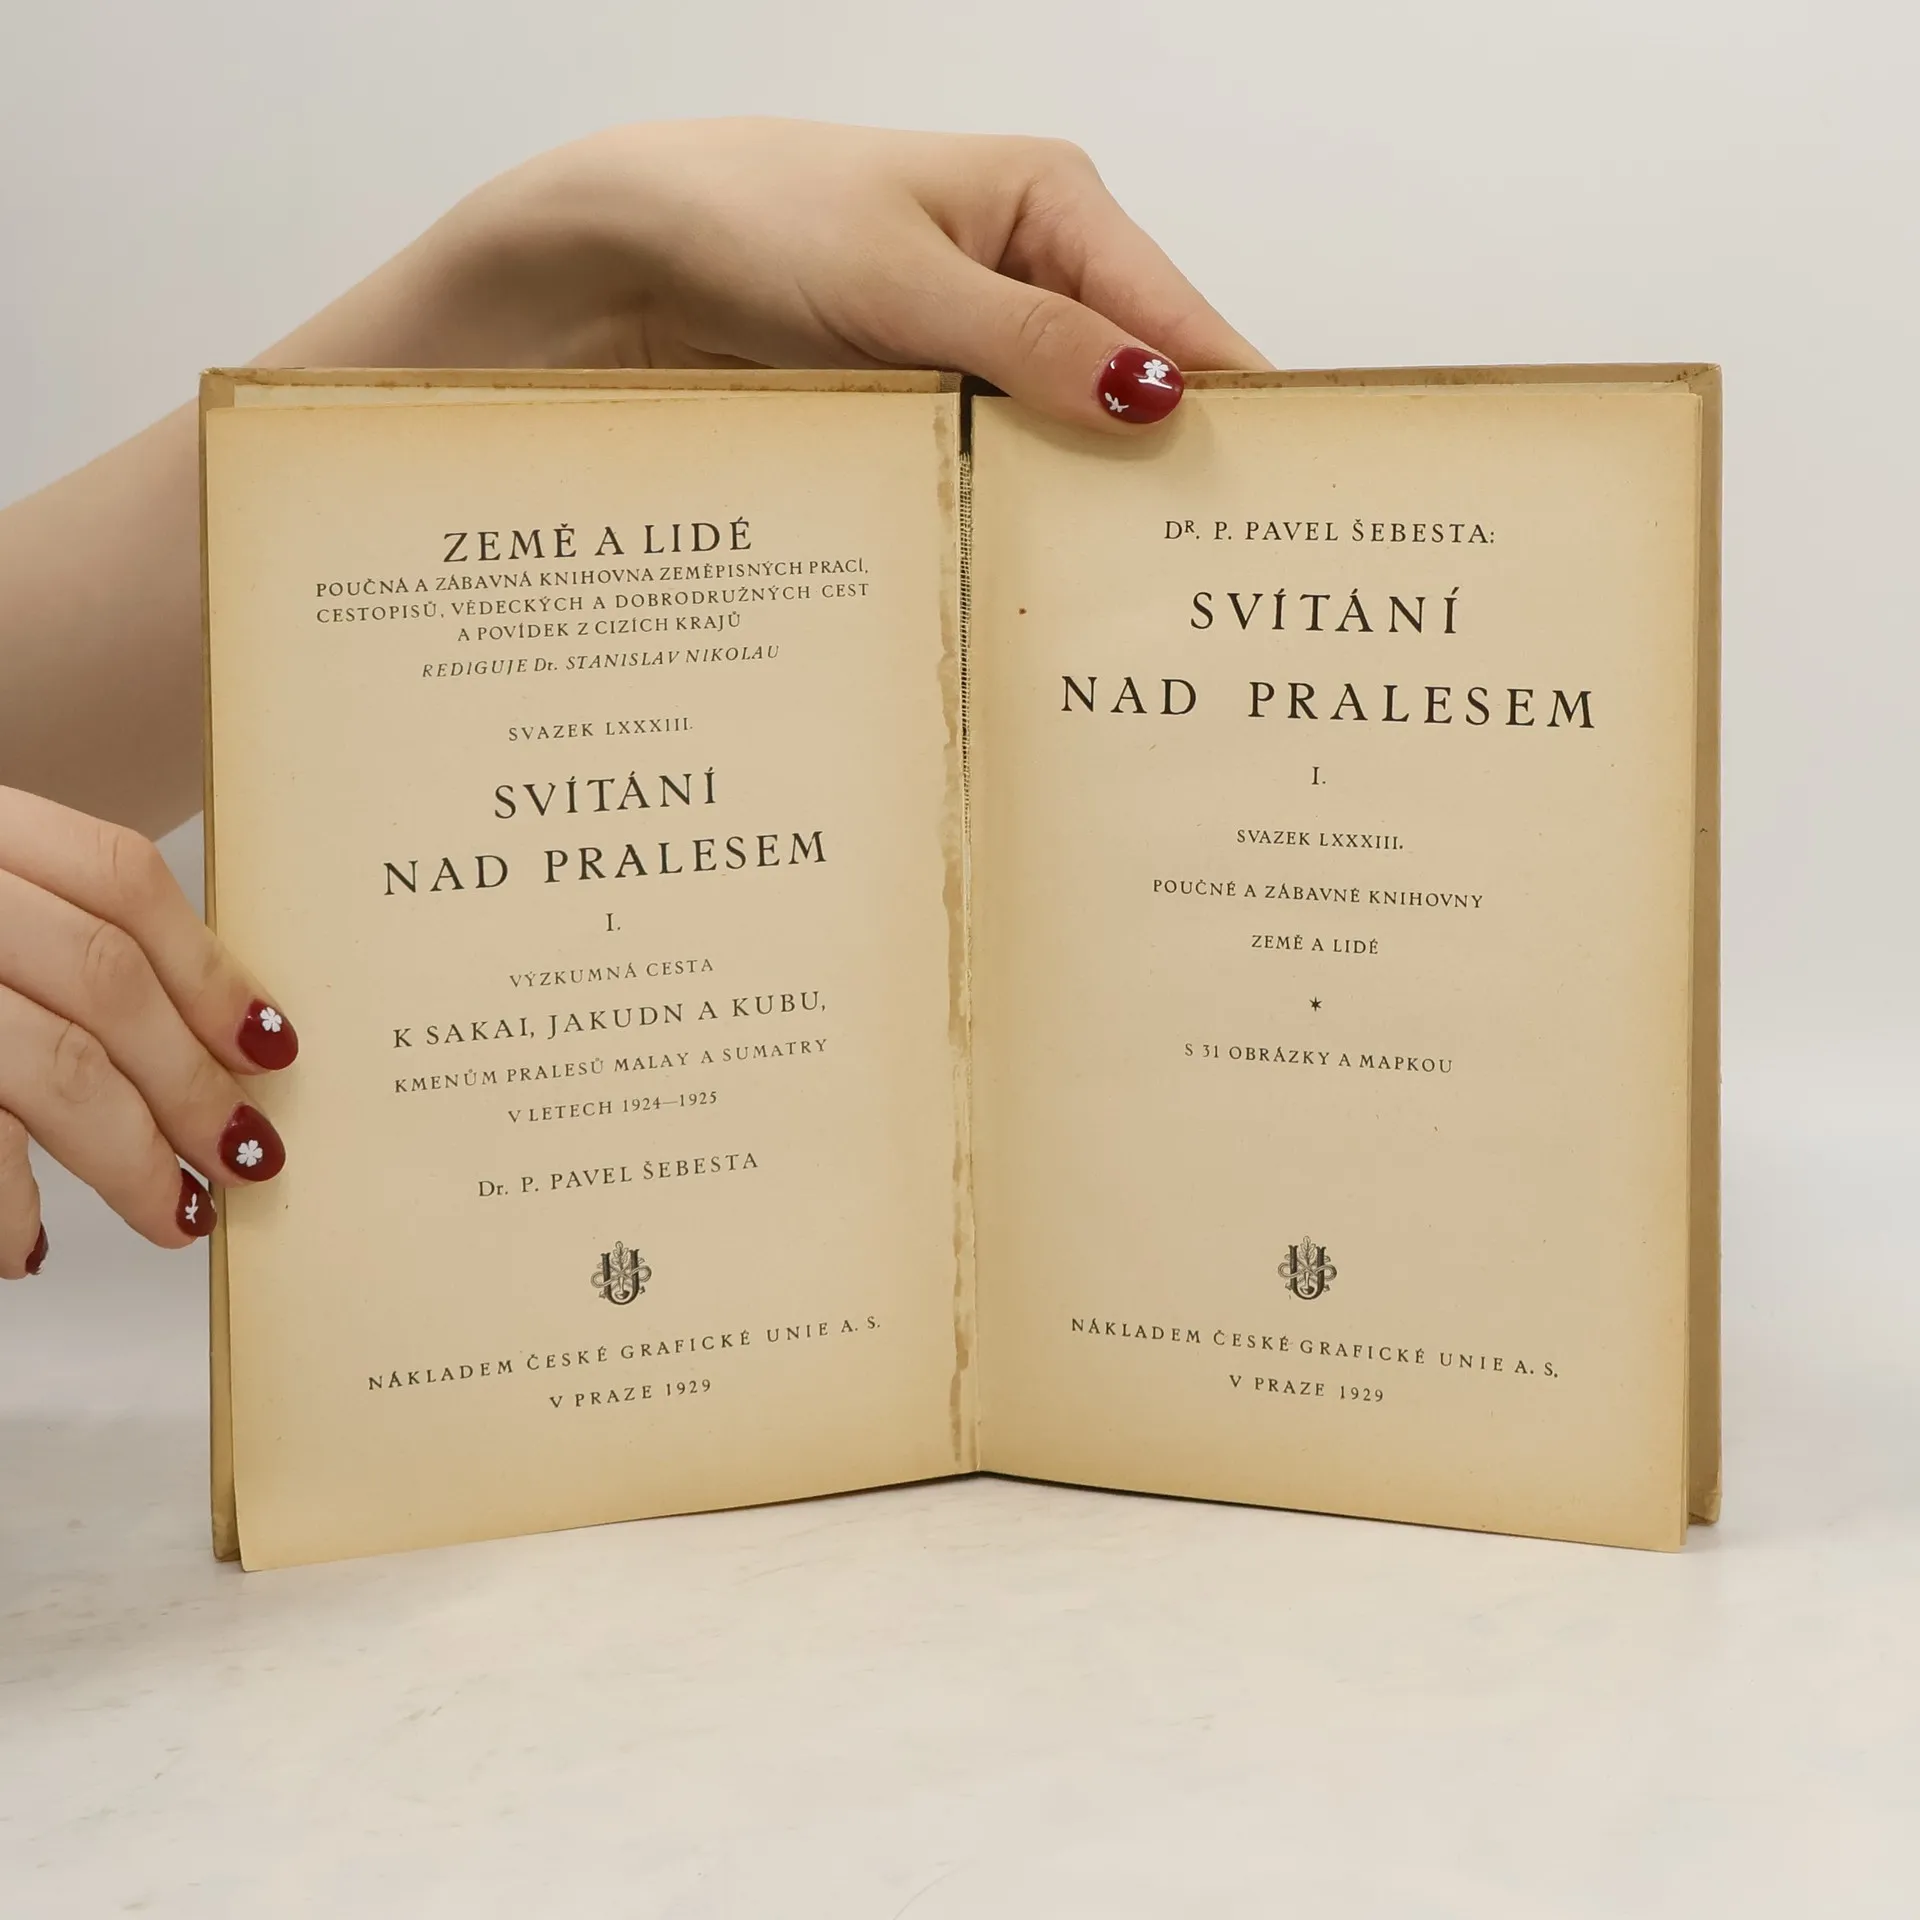 ZEMĚ A LIDÉ
POUČNÁ A ZÁBAVNÁ KNIHOVNA ZEMĚPISNÝCH PRACÍ,
CESTOPISŮ, VĚDECKÝCH A DOBRODRUŽNÝCH CEST
A POVÍDEK Z CIZÍCH KRAJŮ
REDIGUJE Dr. STANISLAV NIKOLAU
SVAZEK LXXXIII.
SVÍTÁNÍ
NAD PRALESEM
I.
VÝZKUMNÁ CESTA
K SAKAI, JAKUDN A KUBU,
KMENŮM PRALESŮ MALAY A SUMATRY
V LETECH 1924—1925
Dr. P. PAVEL ŠEBESTA
NÁKLADEM ČESKÉ GRAFICKÉ UNIE A. S.
V PRAZE 1929
DR. P. PAVEL ŠEBESTA:
SVÍTÁNÍ
NAD PRALESEM
I.
SVAZEK LXXXIII.
POUČNÉ A ZÁBAVNÉ KNIHOVNY
ZEMĚ A LIDÉ
*
S 31 OBRÁZKY A MAPKOU
NÁKLADEM ČESKÉ GRAFICKÉ UNIE A. S.
V PRAZE 1929